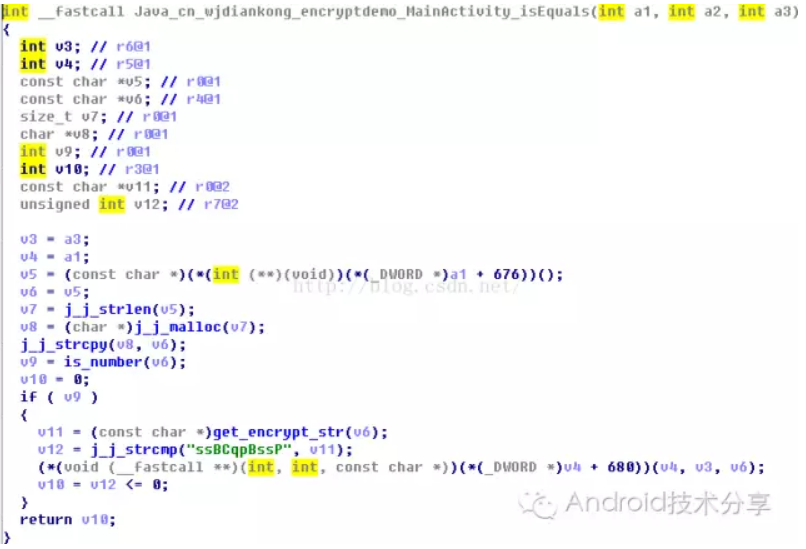 int __fastcall Java_cn_wjdiankong_encryptdemo_MainActivity_isEquals(int a1, int a2, int a3)
{
int v3; // r6@1
int v4; // r5@1
const char *v5; // r0@1
const char *v6; // r4@1
size_t v7; // r0@1
char *v8; // r0@1
int v9; // r0@1
int v10; // r3@1
const char *v11; // r0@2
unsigned int v12; // r7@2
v3 = a3;
v4 = a1;
v5 = (const char *)(*(int (**)(void))(*(_DWORD *)a1 + 676))();
http://blog.csdn.net/
v6 = v5;
v7 = j_j_strlen(v5);
v8 = (char *)j_j_malloc(v7);
j_j_strcpy(v8, v6);
v9 = is_number(v6);
v10 = 0;
if ( v9 )
{
v11 = (const char *)get_encrypt_str(v6);
v12 = j_j_strcmp("ssBCqpBssP", v11);
(*(void (__fastcall **)(int, int, const char *))(*(_DWORD *)v4 + 680))(v4, v3, v6);
v10 = v12 <= 0;
}
return v10;
}
Android技术分享